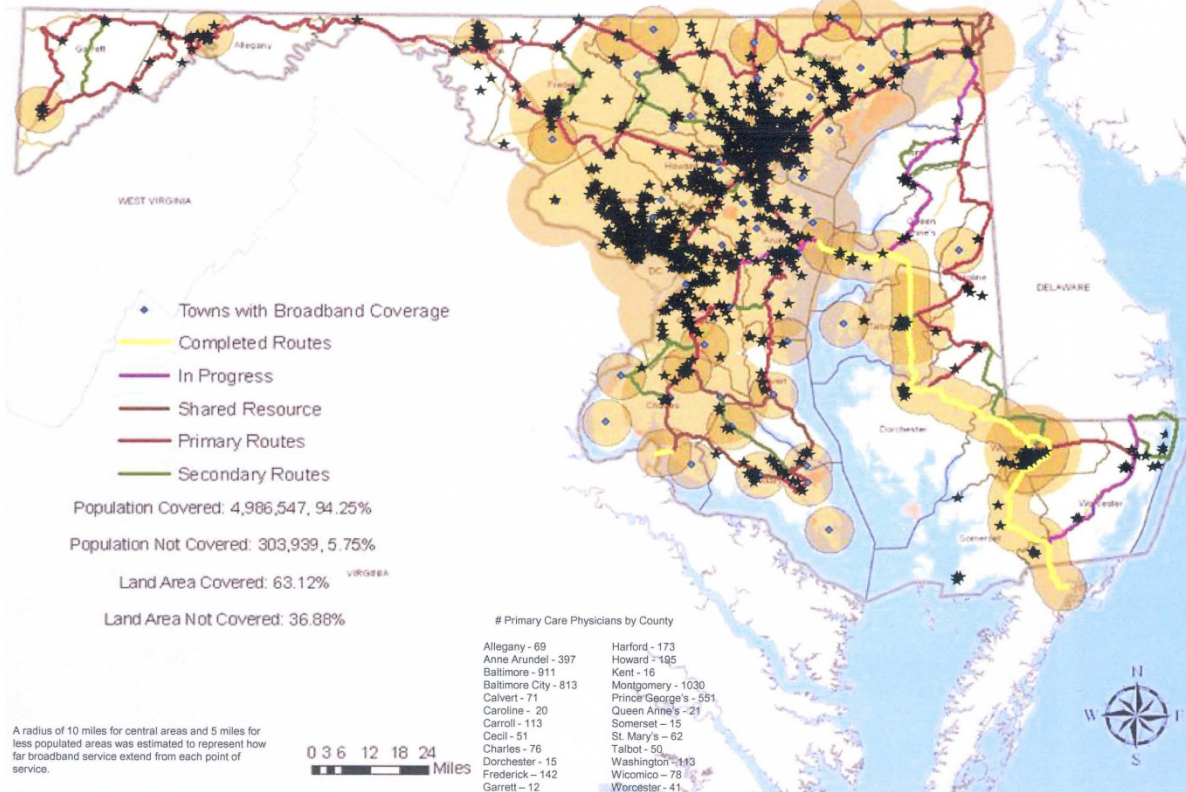 Garrett
Allegany
WEST VIRGINIA
DC
Queen
Anne's
DELAWARE
Dorchester
Worcester
Somerset
Towns with Broadband Coverage
Completed Routes
In Progress
Shared Resource
Primary Routes
Secondary Routes
Population Covered: 4,986,547, 94.25%
Population Not Covered: 303,939, 5.75%
Land Area Covered: 63.12%
VIRGINIA
Land Area Not Covered: 36.88%
# Primary Care Physicians by County
Allegany - 69
Anne Arundel - 397
Baltimore - 911
Baltimore City - 813
Calvert - 71
Caroline - 20
Carroll - 113
Cecil - 51
Charles - 76
Dorchester - 15
Frederick – 142
Garrett – 12
Harford - 173
Howard - 195
Kent - 16
Montgomery - 1030
Prince George's - 551
Queen Anne's - 21
Somerset – 15
St. Mary's – 62
Talbot - 50
Washington - 113
Wicomico – 78
Worcester - 41
A radius of 10 miles for central areas and 5 miles for
less populated areas was estimated to represent how
far broadband service extend from each point of
service.
0 3 6 12 18 24
Miles
N
W E
S